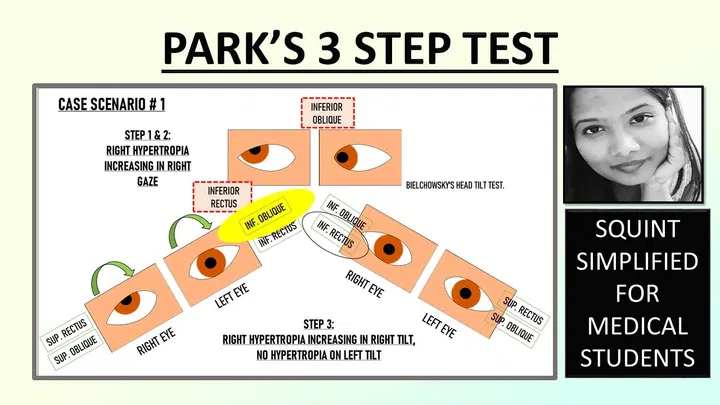 PARK'S 3 STEP TEST
CASE SCENARIO # 1
STEP 1 & 2:
RIGHT HYPERTROPIA
INCREASING IN RIGHT
GAZE
INFERIOR
OBLIQUE
BIELCHOWSKY'S HEAD TILT TEST.
INFERIOR
RECTUS
INF. OBLIQUE
INF. RECTUS
INF. OBLIQUE
INF. RECTUS
SUP. RECTUS
SUP. OBLIQUE
RIGHT EYE
LEFT EYE
RIGHT EYE
LEFT EYE
SUP. RECTUS
SUP. OBLIQUE
STEP 3:
RIGHT HYPERTROPIA INCREASING IN RIGHT TILT,
NO HYPERTROPIA ON LEFT TILT
SQUINT
SIMPLIFIED
FOR
MEDICAL
STUDENTS